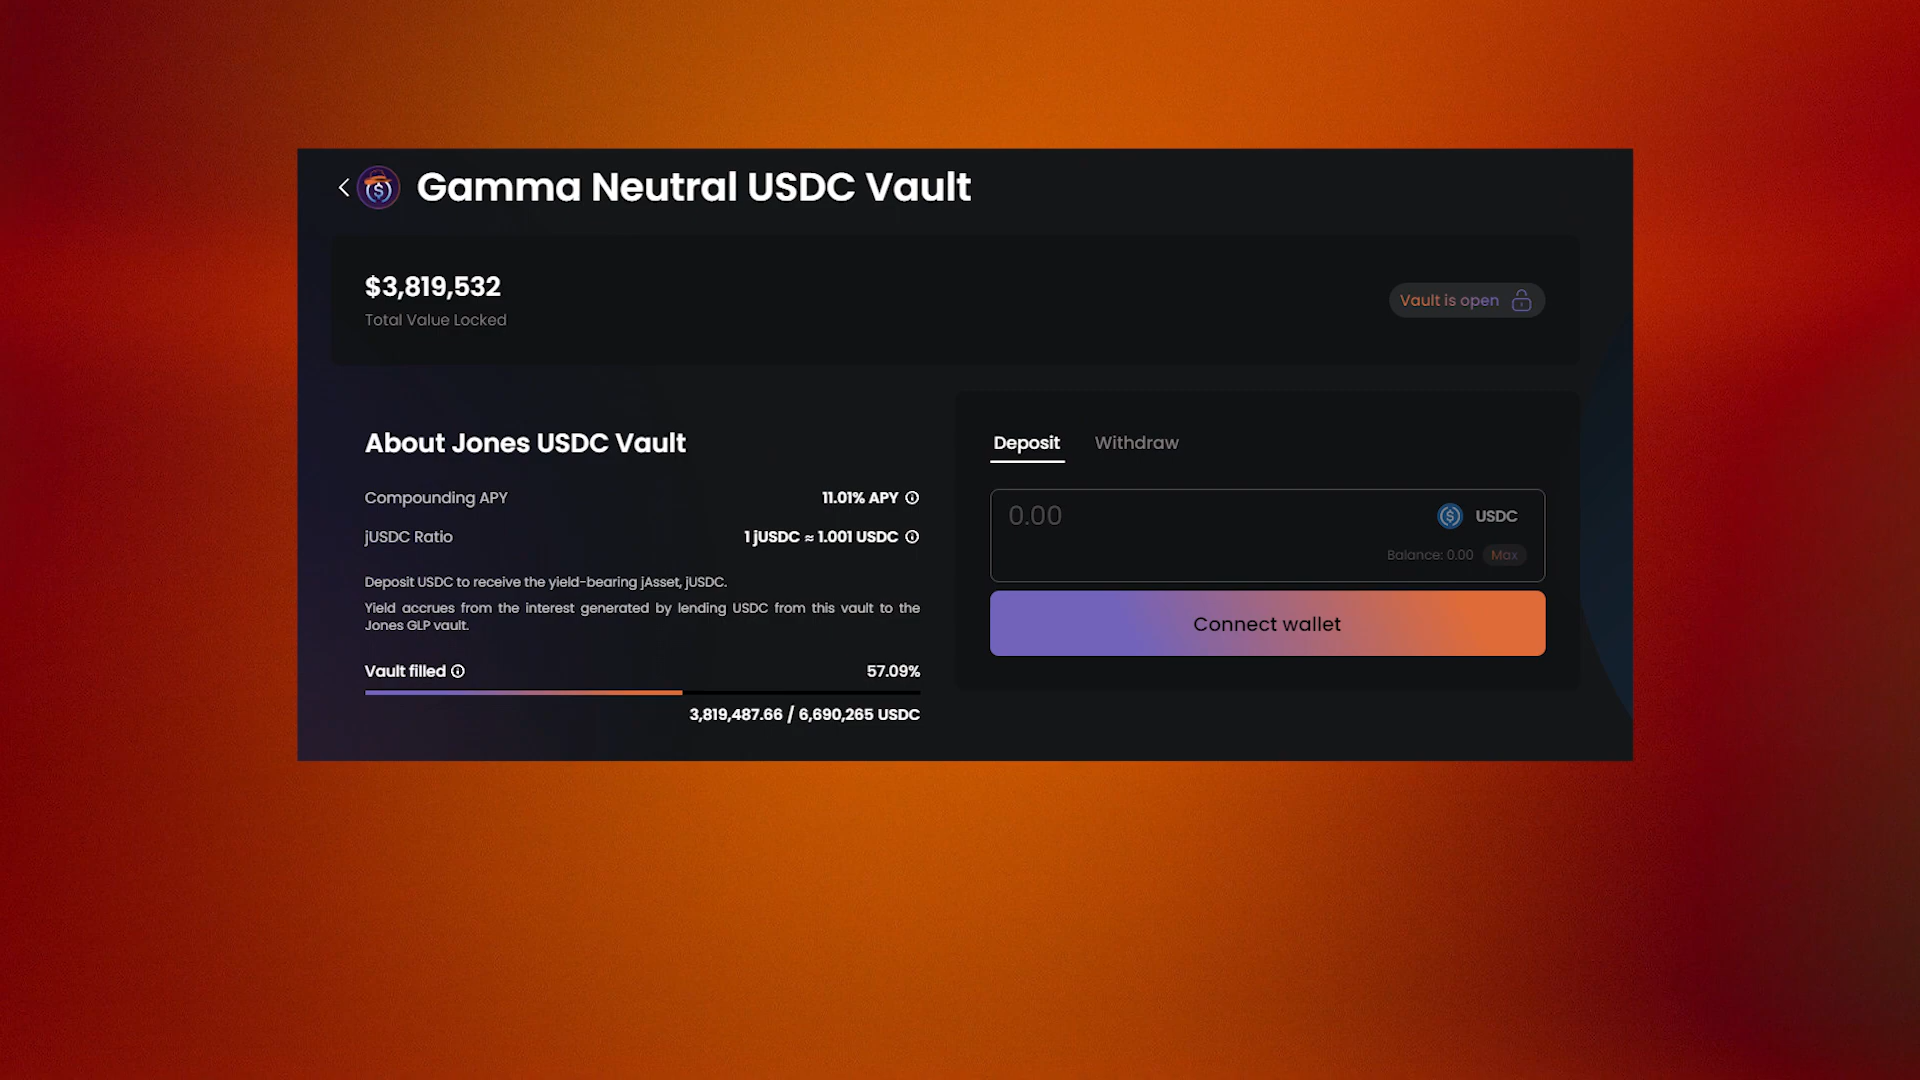 Gamma Neutral USDC Vault
$3,819,532
Total Value Locked
Vault is open
About Jones USDC Vault
Compounding APY 11.01% APY
jUSDC Ratio 1 jUSDC ≈ 1.001 USDC
Deposit USDC to receive the yield-bearing jAsset, jUSDC.
Yield accrues from the interest generated by lending USDC from this vault to the
Jones GLP vault.
Vault filled 57.09%
3,819,487.66 / 6,690,265 USDC
Deposit Withdraw
0.00 USDC
Balance: 0.00 Max
Connect wallet